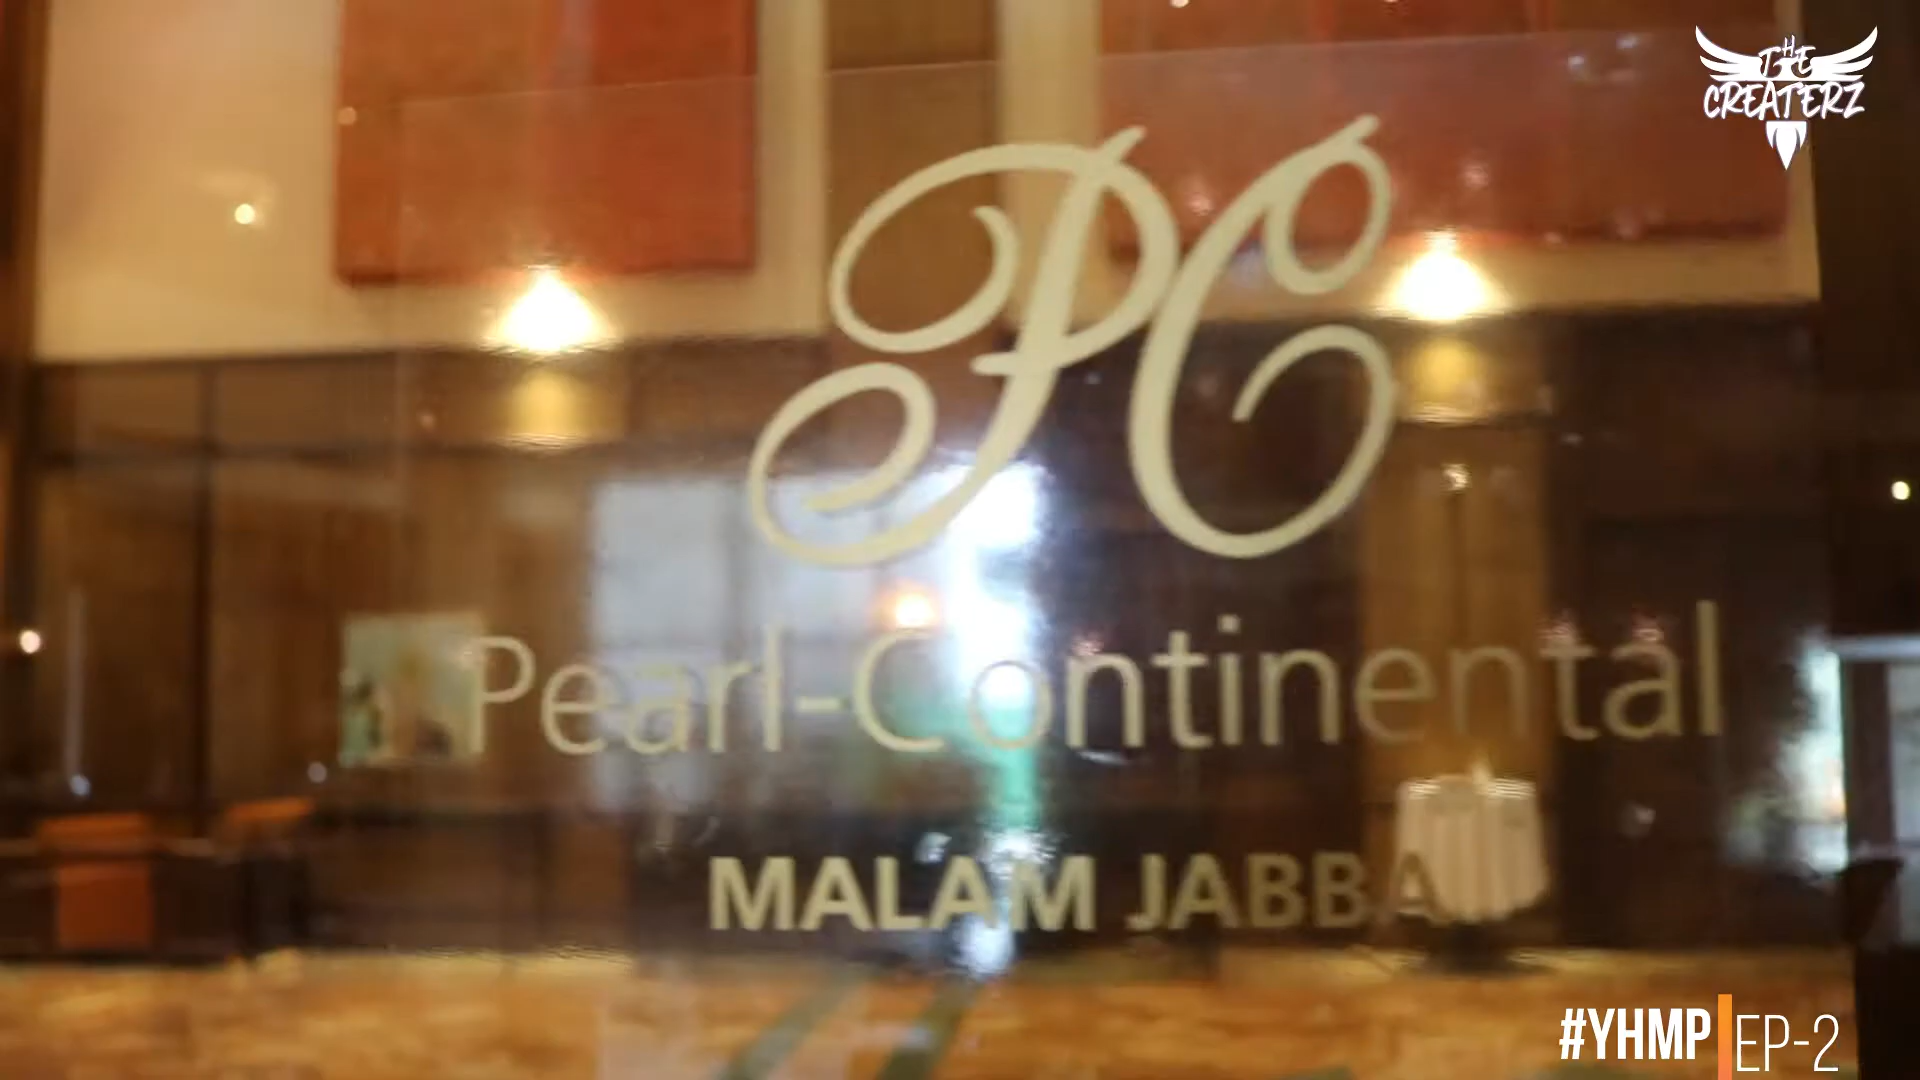 THE
CREATERZ
PC
Pearl-Continental
MALAM JABBA
#YHMP EP-2